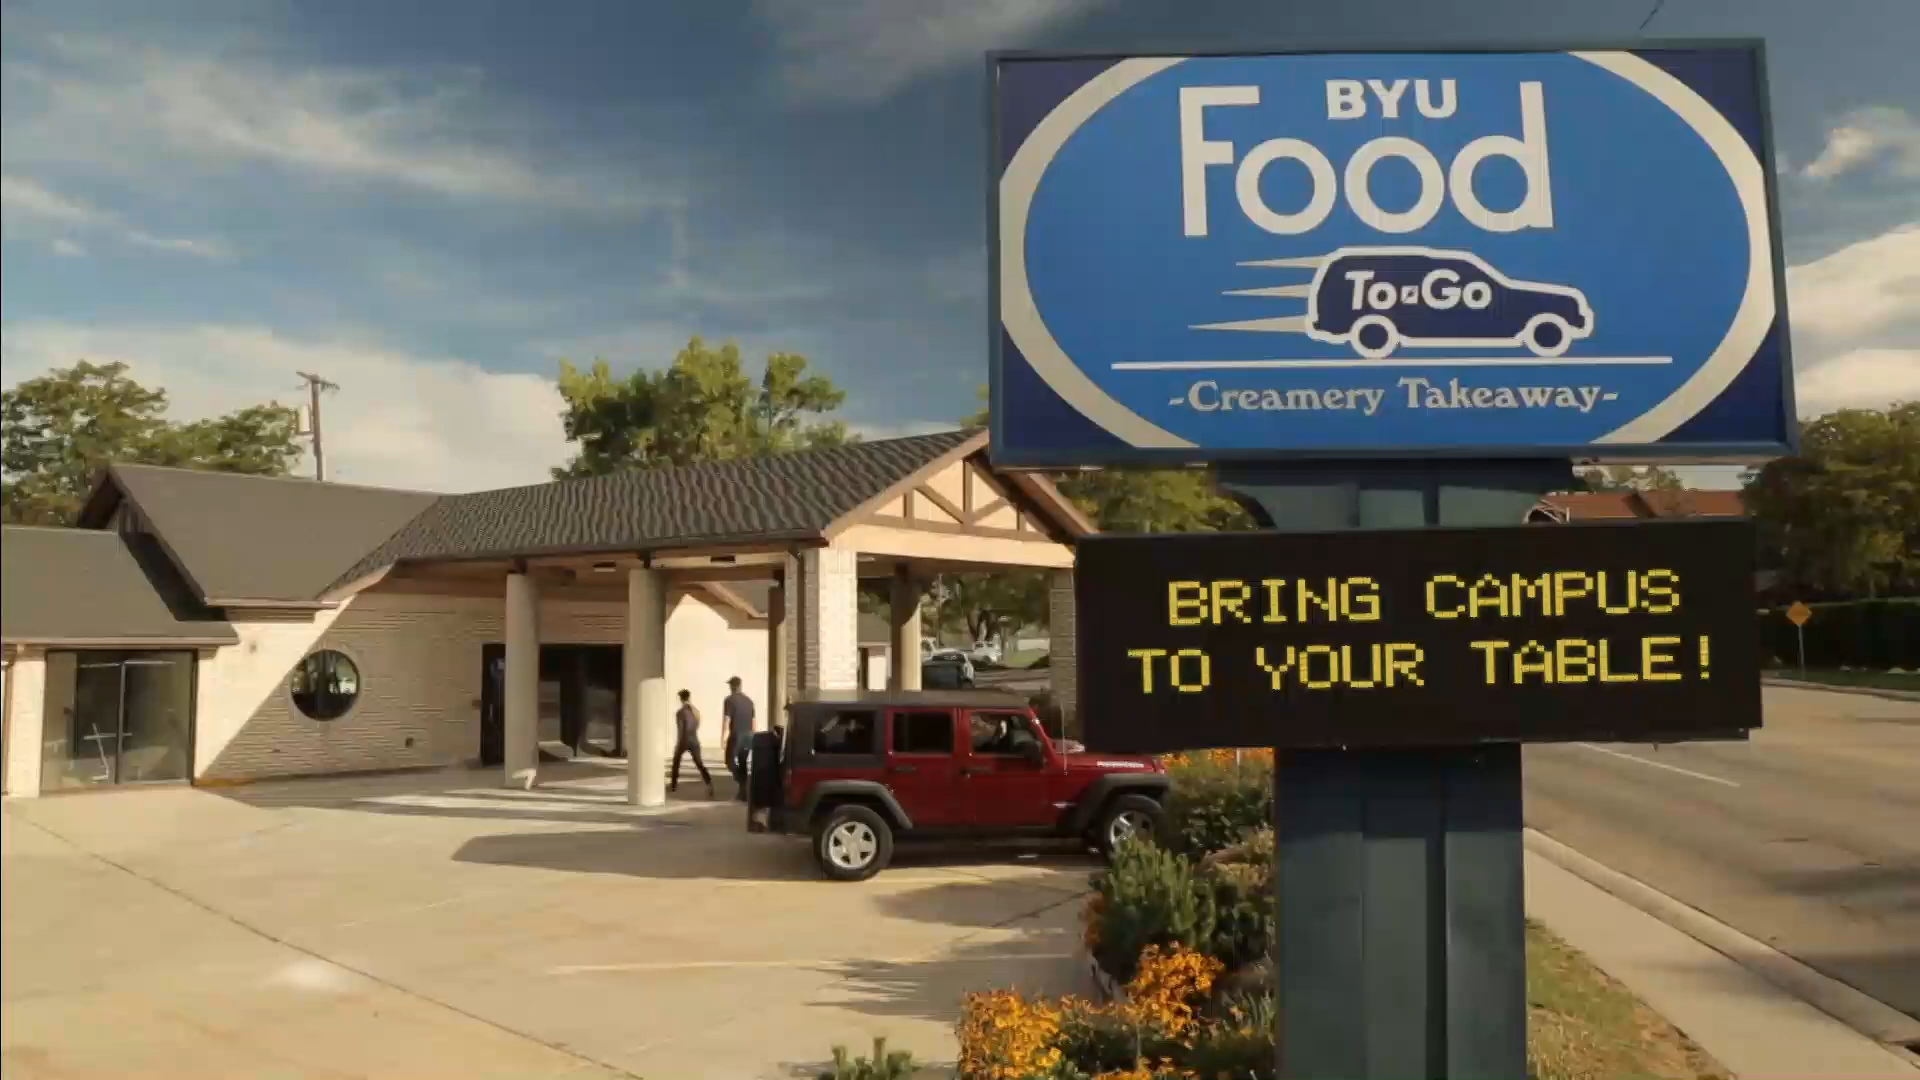 BYU
Food
To-Go
-Creamery Takeaway-
BRING CAMPUS
TO YOUR TABLE!